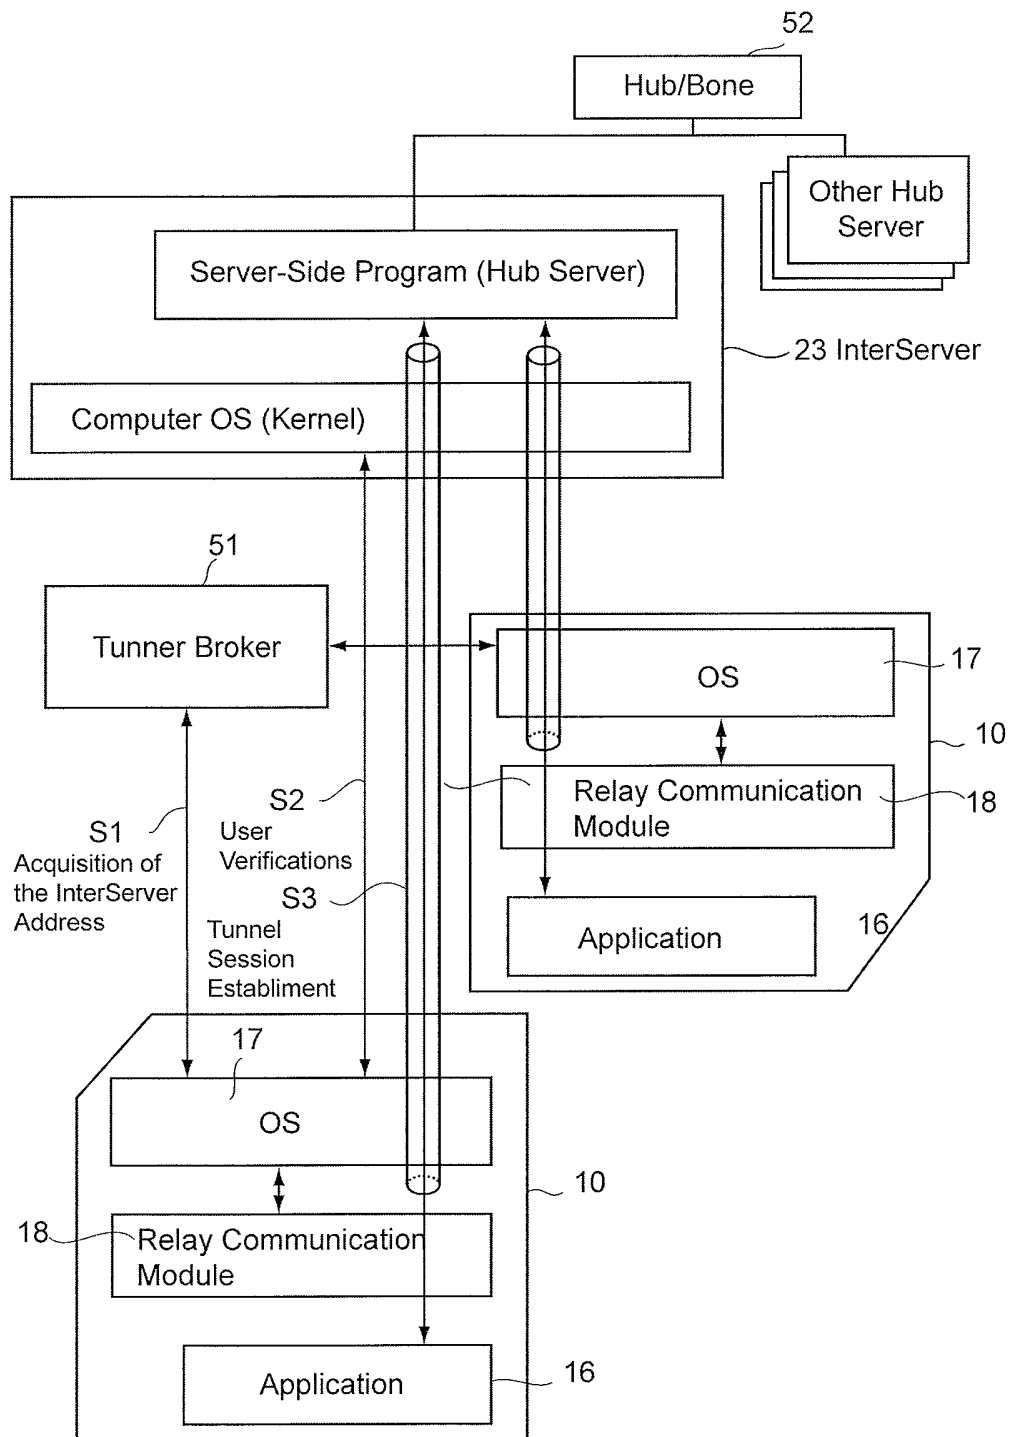 52
Hub/Bone
Other Hub
Server
Server-Side Program (Hub Server)
23 InterServer
Computer OS (Kernel)
51
Tunner Broker
17
OS
10
Relay Communication
Module
18
S2
User
Verifications
S1
Acquisition of
the InterServer
Address
S3
Tunnel
Session
Establiment
Application
16
17
OS
10
18
Relay Communication
Module
Application
16